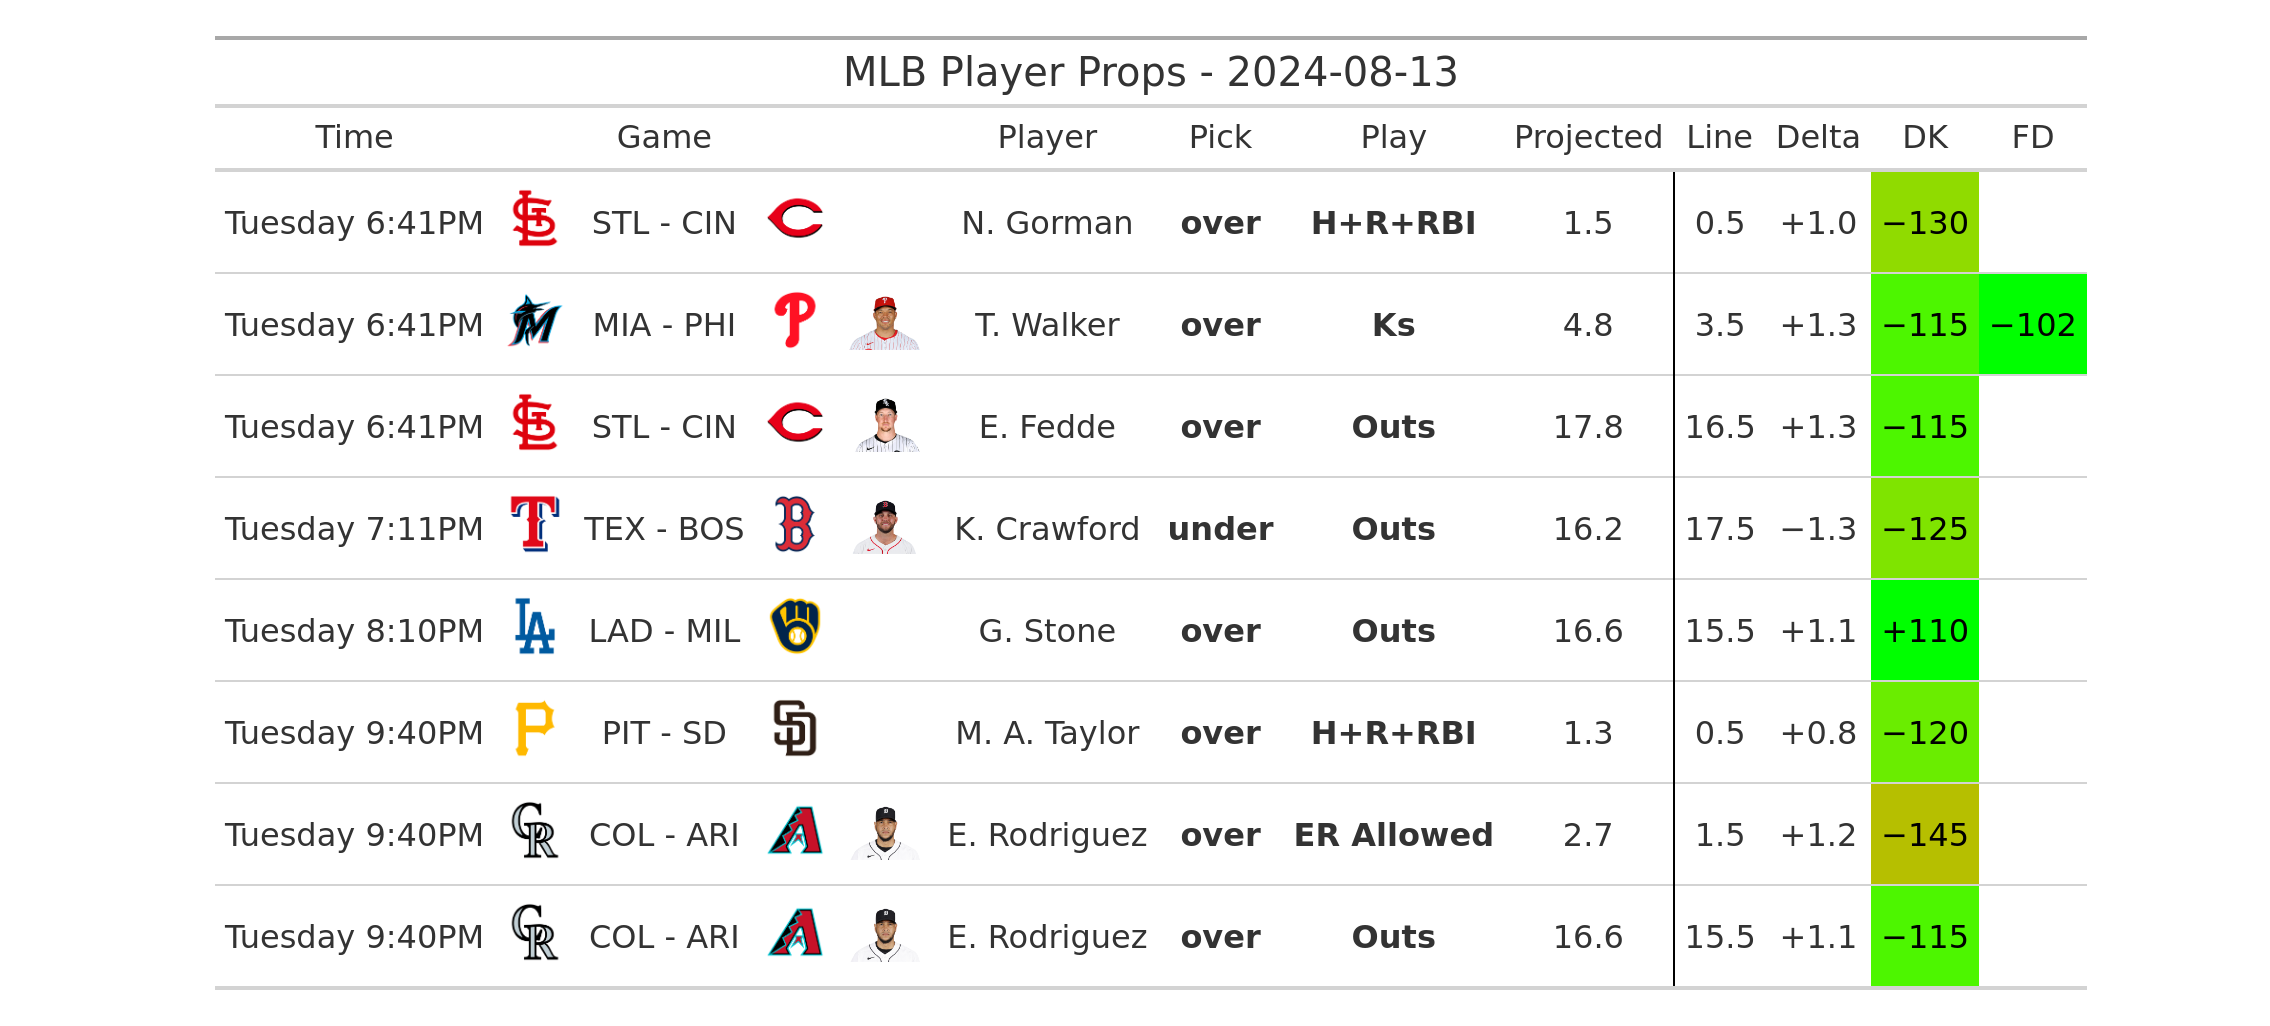 MLB Player Props - 2024-08-13
Time Game Player Pick Play Projected Line Delta DK FD
Tuesday 6:41PM STL - CIN N. Gorman over H+R+RBI 1.5 0.5 +1.0 −130
Tuesday 6:41PM MIA - PHI T. Walker over Ks 4.8 3.5 +1.3 −115 −102
Tuesday 6:41PM STL - CIN E. Fedde over Outs 17.8 16.5 +1.3 −115
Tuesday 7:11PM TEX - BOS K. Crawford under Outs 16.2 17.5 −1.3 −125
Tuesday 8:10PM LAD - MIL G. Stone over Outs 16.6 15.5 +1.1 +110
Tuesday 9:40PM PIT - SD M. A. Taylor over H+R+RBI 1.3 0.5 +0.8 −120
Tuesday 9:40PM COL - ARI E. Rodriguez over ER Allowed 2.7 1.5 +1.2 −145
Tuesday 9:40PM COL - ARI E. Rodriguez over Outs 16.6 15.5 +1.1 −115